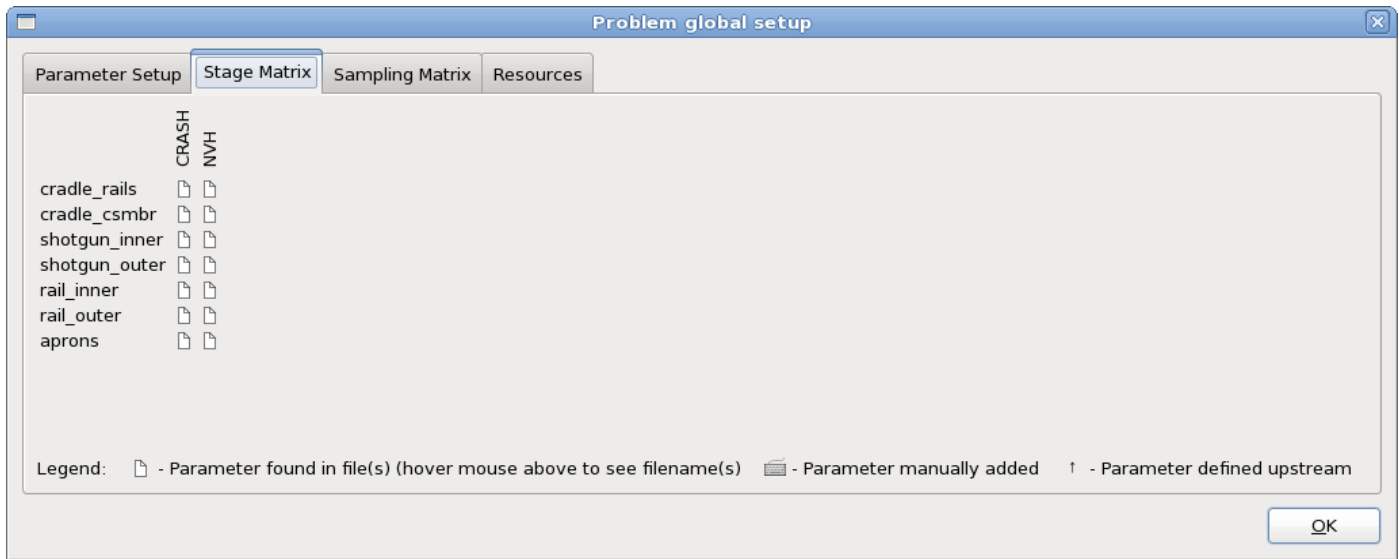 Problem global setup
Parameter Setup Stage Matrix Sampling Matrix Resources
CRASH NVH
cradle_rails
cradle_csmbr
shotgun_inner
shotgun_outer
rail_inner
rail_outer
aprons
Legend: - Parameter found in file(s) (hover mouse above to see filename(s) - Parameter manually added ↑ - Parameter defined upstream
OK